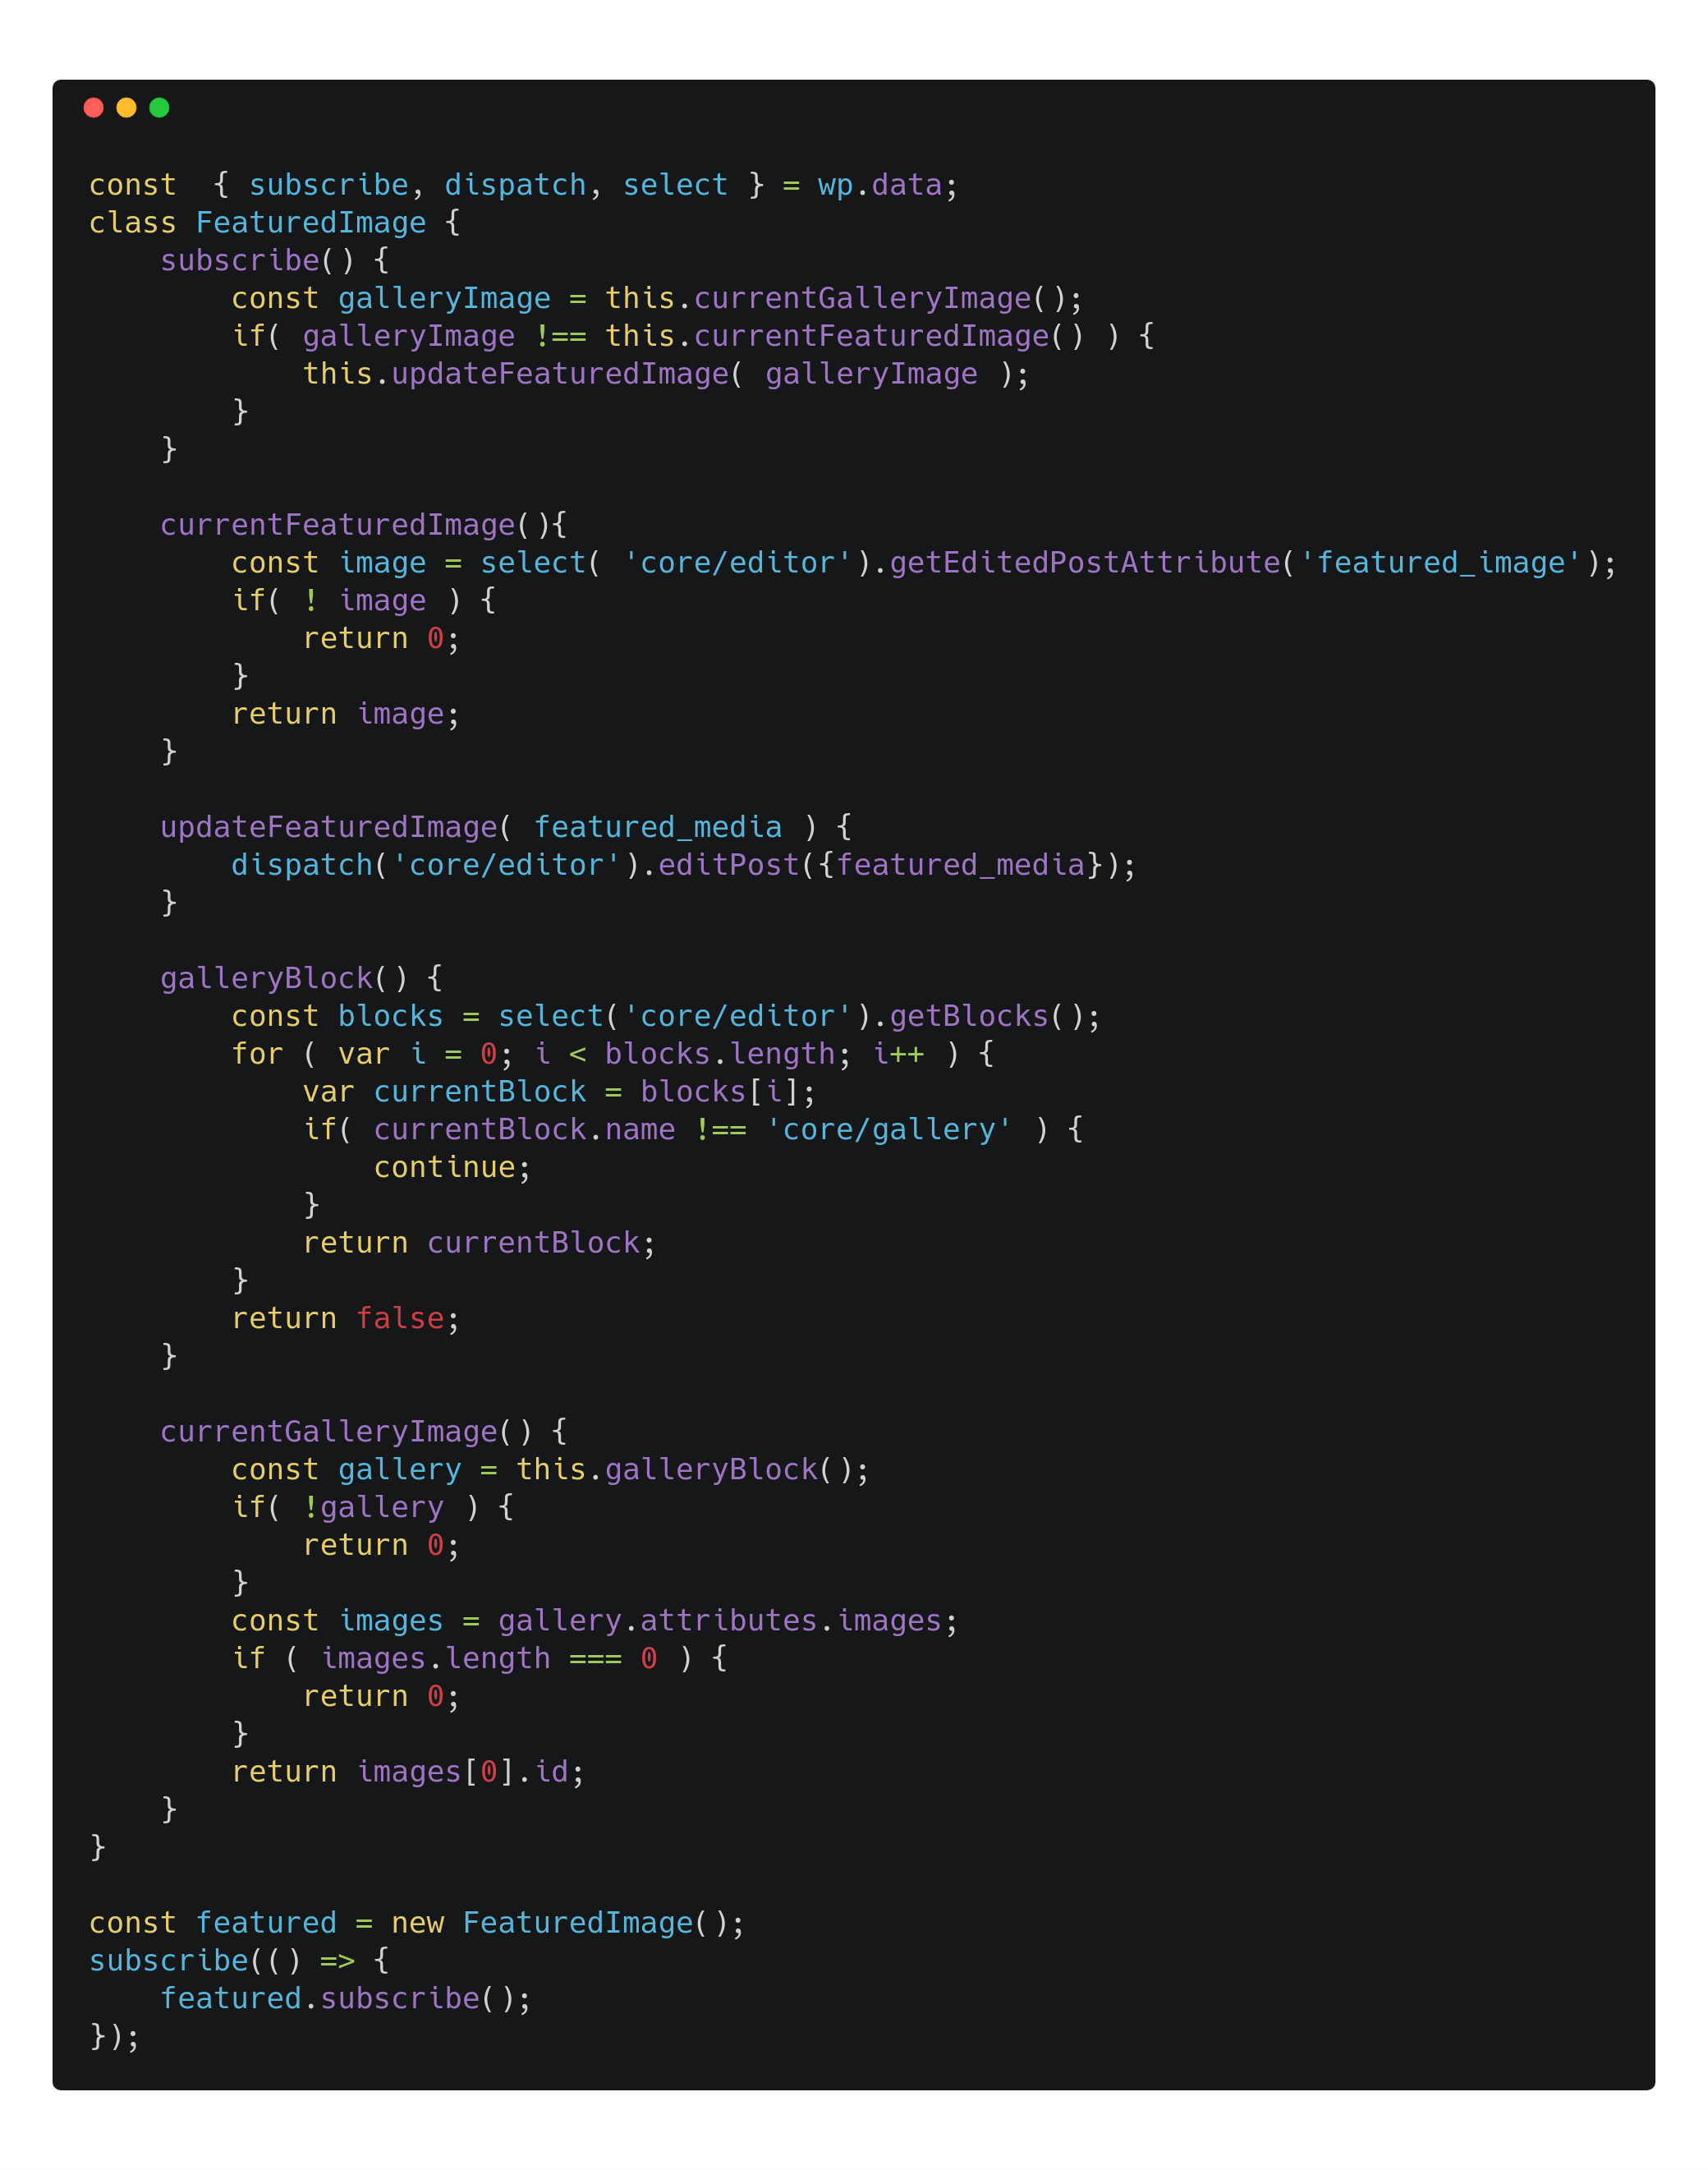 const  { subscribe, dispatch, select } = wp.data;
class FeaturedImage {
    subscribe() {
        const galleryImage = this.currentGalleryImage();
        if( galleryImage !== this.currentFeaturedImage() ) {
            this.updateFeaturedImage( galleryImage );
        }
    }

    currentFeaturedImage(){
        const image = select( 'core/editor').getEditedPostAttribute('featured_image');
        if( ! image ) {
            return 0;
        }
        return image;
    }

    updateFeaturedImage( featured_media ) {
        dispatch('core/editor').editPost({featured_media});
    }

    galleryBlock() {
        const blocks = select('core/editor').getBlocks();
        for ( var i = 0; i < blocks.length; i++ ) {
            var currentBlock = blocks[i];
            if( currentBlock.name !== 'core/gallery' ) {
                continue;
            }
            return currentBlock;
        }
        return false;
    }

    currentGalleryImage() {
        const gallery = this.galleryBlock();
        if( !gallery ) {
            return 0;
        }
        const images = gallery.attributes.images;
        if ( images.length === 0 ) {
            return 0;
        }
        return images[0].id;
    }
}

const featured = new FeaturedImage();
subscribe(() => {
    featured.subscribe();
});